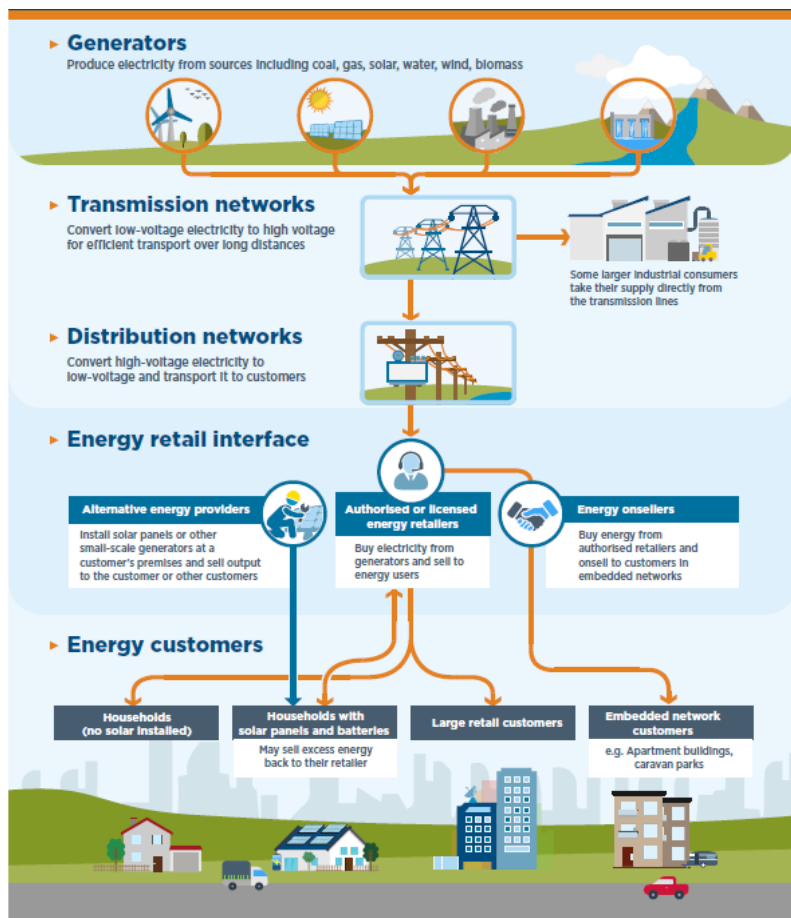 Generators
Produce electricity from sources including coal, gas, solar, water, wind, biomass
Transmission networks
Convert low-voltage electricity to high voltage
for efficient transport over long distances
Some larger industrial consumers
take their supply directly from
the transmission lines
Distribution networks
Convert high-voltage electricity to
low-voltage and transport it to customers
Energy retail interface
Alternative energy providers
Install solar panels or other
small-scale generators at a
customer's premises and sell output
to the customer or other customers
Authorised or licensed
energy retailers
Buy electricity from
generators and sell to
energy users
Energy onsellers
Buy energy from
authorised retailers and
onsell to customers in
embedded networks
Energy customers
Households
(no solar installed)
Households with
solar panels and batteries
May sell excess energy
back to their retailer
Large retail customers
Embedded network
customers
e.g. Apartment buildings,
caravan parks